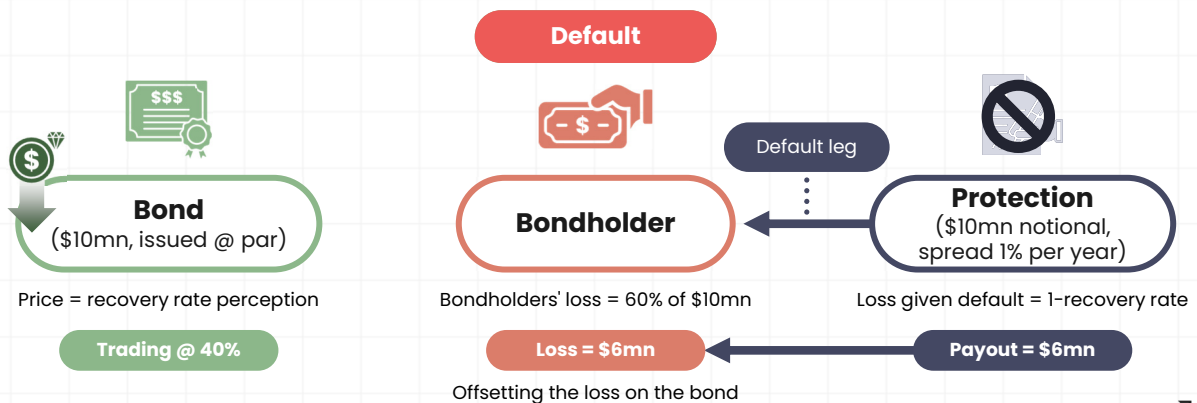 Default
$$$
$
- $ -
Default leg
Bond
($10mn, issued @ par)
Bondholder
Protection
($10mn notional,
spread 1% per year)
Price = recovery rate perception
Bondholders' loss = 60% of $10mn
Loss given default = 1-recovery rate
Trading @ 40%
Loss = $6mn
Payout = $6mn
Offsetting the loss on the bond